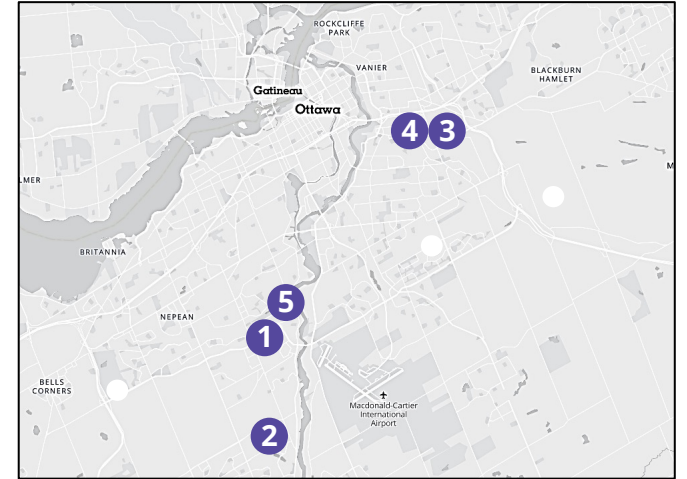 ROCKCLIFFE
PARK
VANIER
BLACKBURN
HAMLET
Gatineau
Ottawa
4
3
LMER
M
BRITANNIA
5
NEPEAN
1
BELLS
CORNERS
Macdonald-Cartier
International
Airport
2